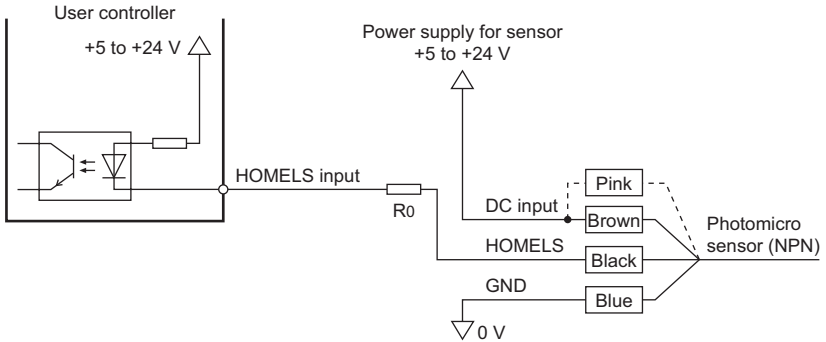 User controller
+5 to +24 V
Power supply for sensor
+5 to +24 V
HOMELS input
R0
DC input
Pink
Brown
HOMELS
Black
GND
Blue
0 V
Photomicro
sensor (NPN)